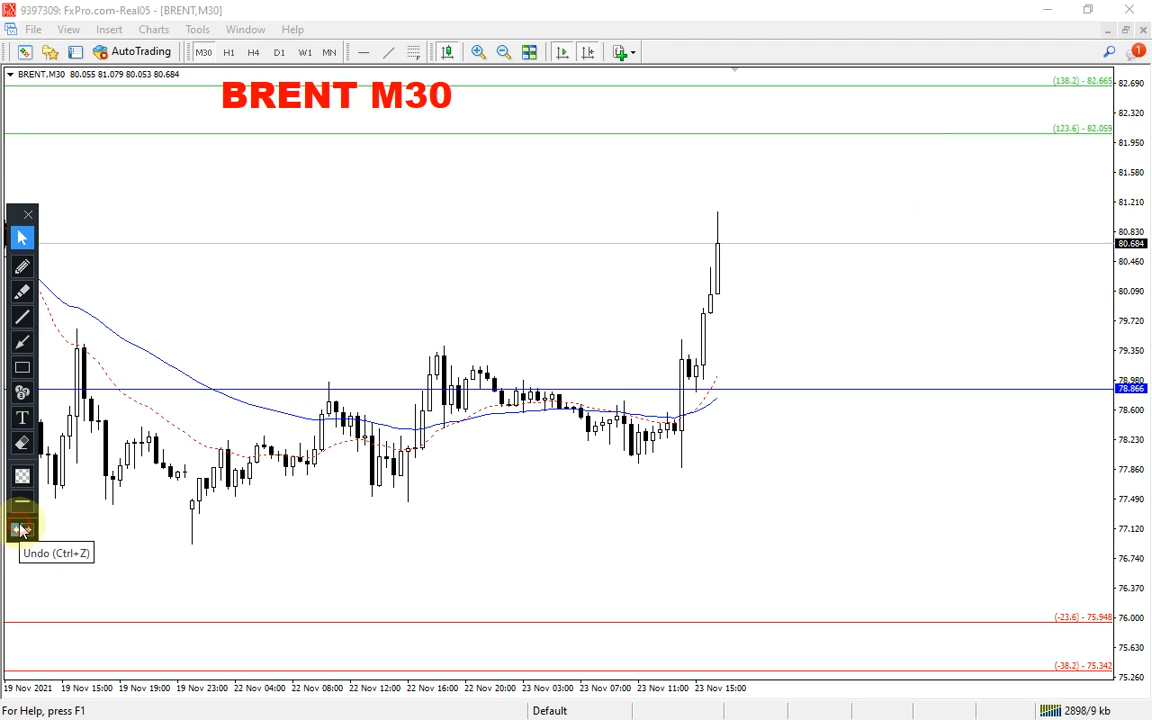 9397309: FxPro.com-Real05 - [BRENT,M30]
File View Insert Charts Tools Window Help
AutoTrading M30 H1 H4 D1 W1 MN 1
BRENT,M30 80.055 81.079 80.053 80.684
BRENT M30
(138.2) - 82.665
82.690
82.320
(123.6) - 82.059
81.950
81.580
81.210
80.830
80.684
80.460
80.090
79.720
79.350
78.980
78.866
78.600
78.230
77.860
77.490
77.120
76.740
76.370
(-23.6) - 75.948
76.000
75.630
(-38.2) - 75.342
75.260
T
Undo (Ctrl+Z)
19 Nov 2021 19 Nov 15:00 19 Nov 19:00 19 Nov 23:00 22 Nov 04:00 22 Nov 08:00 22 Nov 12:00 22 Nov 16:00 22 Nov 20:00 23 Nov 03:00 23 Nov 07:00 23 Nov 11:00 23 Nov 15:00
For Help, press F1
Default
2898/9 kb